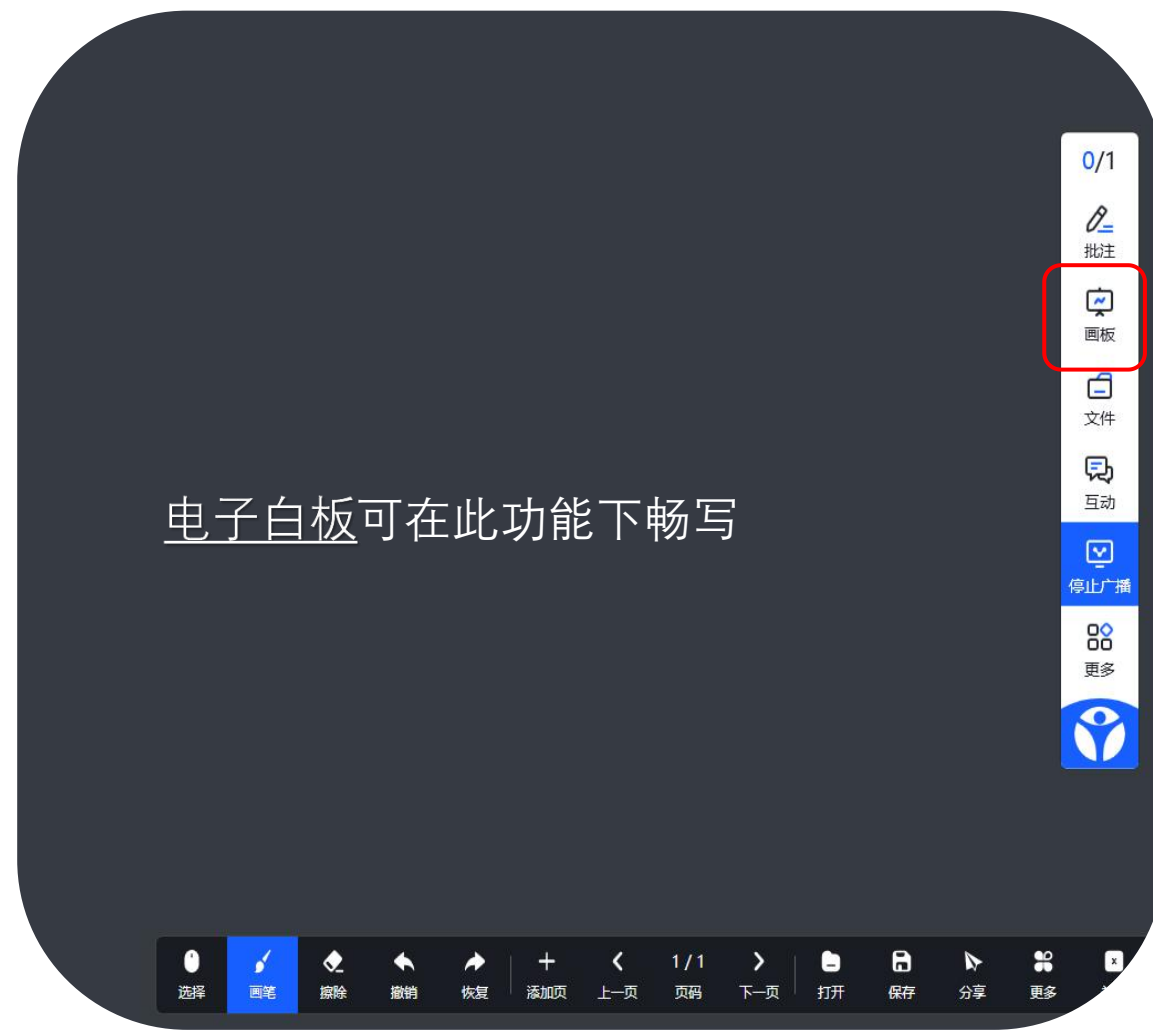 0/1
批注
画板
文件
互动
电子白板可在此功能下畅写
停止广播
更多
1/1
选择 画笔 擦除 撤销 恢复 添加页 上一页 页码 下一页 打开 保存 分享 更多